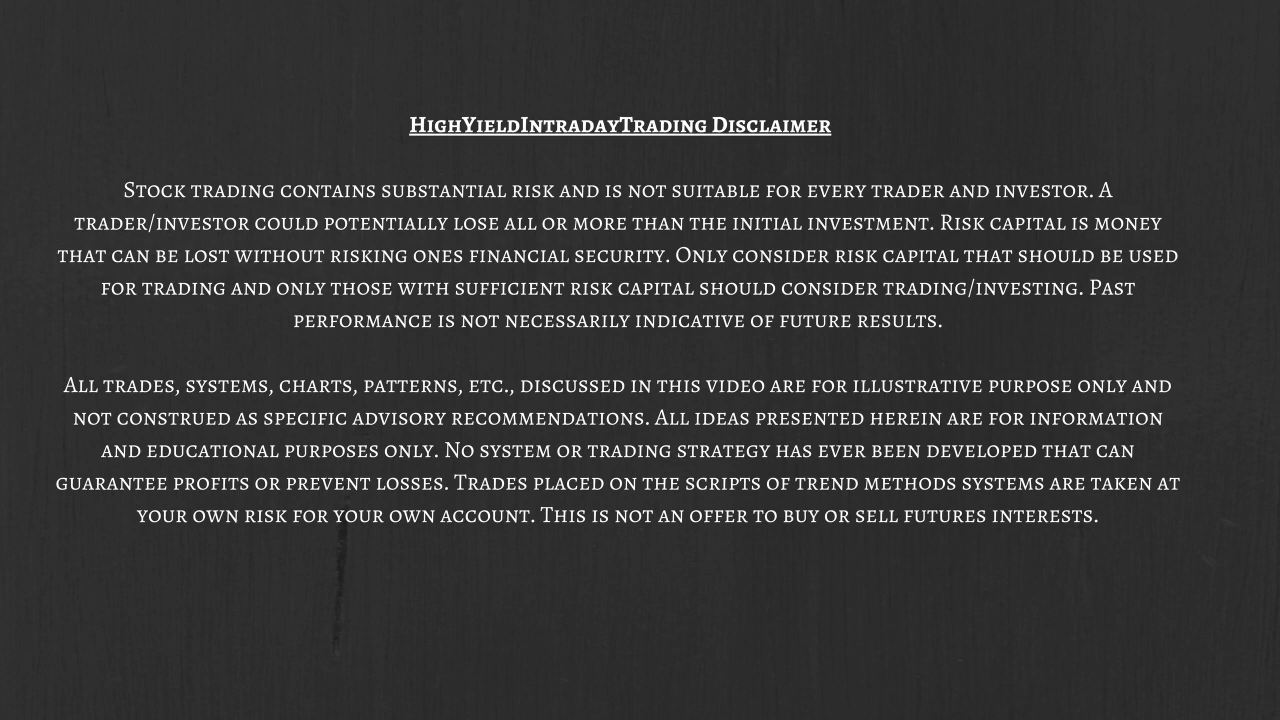 HighYieldIntradayTrading Disclaimer
Stock trading contains substantial risk and is not suitable for every trader and investor. A
trader/investor could potentially lose all or more than the initial investment. Risk capital is money
that can be lost without risking ones financial security. Only consider risk capital that should be used
for trading and only those with sufficient risk capital should consider trading/investing. Past
performance is not necessarily indicative of future results.
All trades, systems, charts, patterns, etc., discussed in this video are for illustrative purpose only and
not construed as specific advisory recommendations. All ideas presented herein are for information
and educational purposes only. No system or trading strategy has ever been developed that can
guarantee profits or prevent losses. Trades placed on the scripts of trend methods systems are taken at
your own risk for your own account. This is not an offer to buy or sell futures interests.